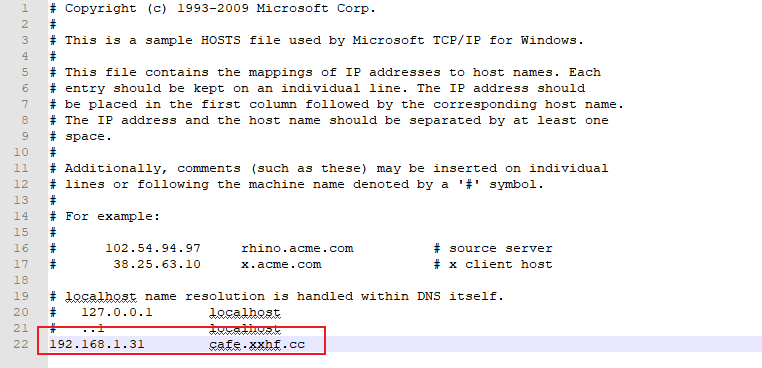 1 # Copyright (c) 1993-2009 Microsoft Corp.
2 #
3 # This is a sample HOSTS file used by Microsoft TCP/IP for Windows.
4 #
5 # This file contains the mappings of IP addresses to host names. Each
6 # entry should be kept on an individual line. The IP address should
7 # be placed in the first column followed by the corresponding host name.
8 # The IP address and the host name should be separated by at least one
9 # space.
10 #
11 # Additionally, comments (such as these) may be inserted on individual
12 # lines or following the machine name denoted by a '#' symbol.
13 #
14 # For example:
15 #
16 # 102.54.94.97 rhino.acme.com # source server
17 # 38.25.63.10 x.acme.com # x client host
18
19 # localhost name resolution is handled within DNS itself.
20 # 127.0.0.1 localhost
21 # ::1 localhost
22 192.168.1.31 cafe.xxhf.cc